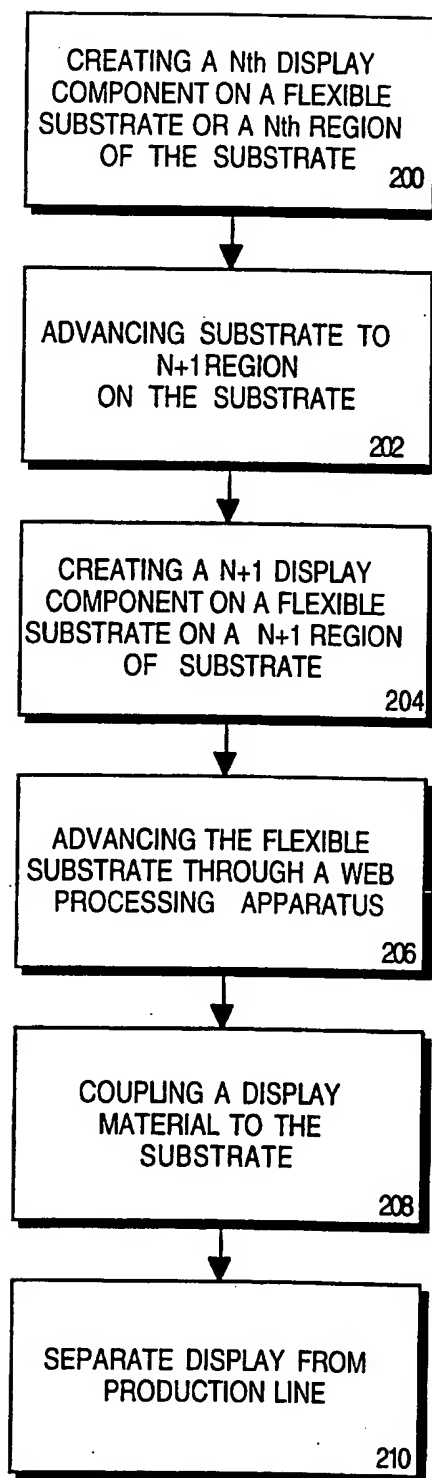 CREATING A Nth DISPLAY
COMPONENT ON A FLEXIBLE
SUBSTRATE OR A Nth REGION
OF THE SUBSTRATE
200
ADVANCING SUBSTRATE TO
N+1 REGION
ON THE SUBSTRATE
202
CREATING A N+1 DISPLAY
COMPONENT ON A FLEXIBLE
SUBSTRATE ON A N+1 REGION
OF SUBSTRATE
204
ADVANCING THE FLEXIBLE
SUBSTRATE THROUGH A WEB
PROCESSING APPARATUS
206
COUPLING A DISPLAY
MATERIAL TO THE
SUBSTRATE
208
SEPARATE DISPLAY FROM
PRODUCTION LINE
210